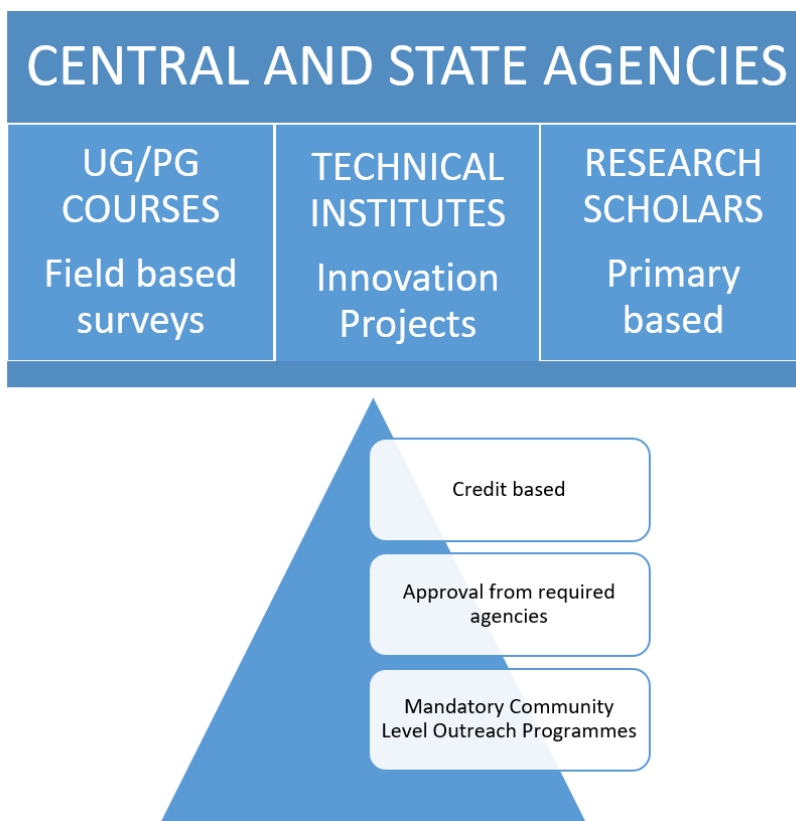 CENTRAL AND STATE AGENCIES
UG/PG
COURSES
Field based
surveys
TECHNICAL
INSTITUTES
Innovation
Projects
RESEARCH
SCHOLARS
Primary
based
Credit based
Approval from required
agencies
Mandatory Community
Level Outreach Programmes